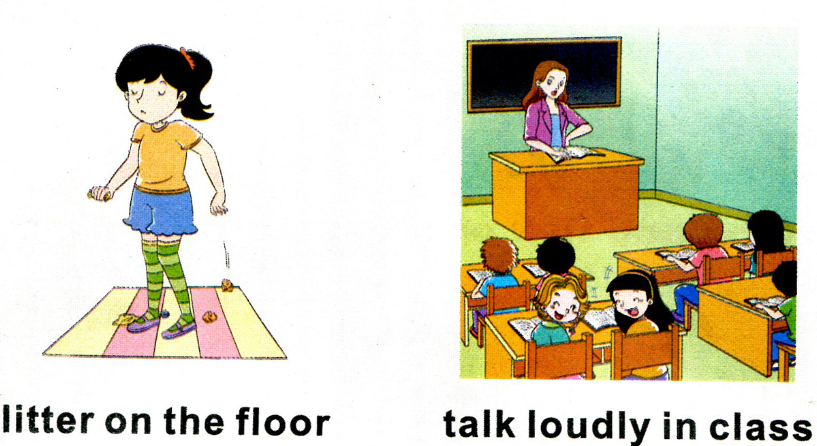 litter on the floor
talk loudly in class